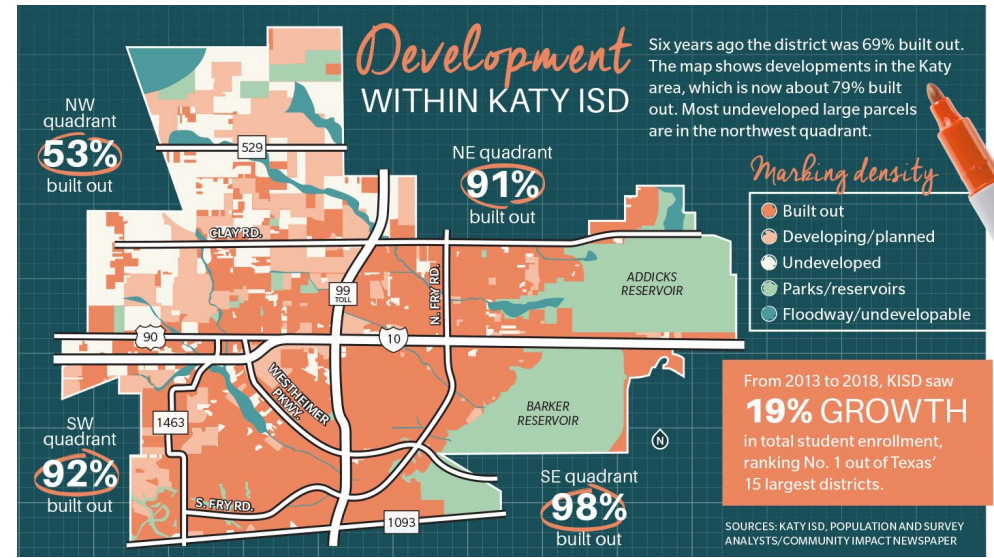 Development
WITHIN KATY ISD
Six years ago the district was 69% built out.
The map shows developments in the Katy
area, which is now about 79% built
out. Most undeveloped large parcels
are in the northwest quadrant.
NW
quadrant
53%
built out
NE quadrant
91%
built out
Marking density
Built out
Developing/planned
Undeveloped
Parks/reservoirs
Floodway/undevelopable
529
CLAY RD.
99
TOLL
N. FRY RD.
ADDICKS
RESERVOIR
90
10
WESTHEIMER
PKWY.
BARKER
RESERVOIR
1463
S. FRY RD.
1093
N
SW
quadrant
92%
built out
SE quadrant
98%
built out
From 2013 to 2018, KISD saw
19% GROWTH
in total student enrollment,
ranking No. 1 out of Texas'
15 largest districts.
SOURCES: KATY ISD, POPULATION AND SURVEY
ANALYSTS/COMMUNITY IMPACT NEWSPAPER